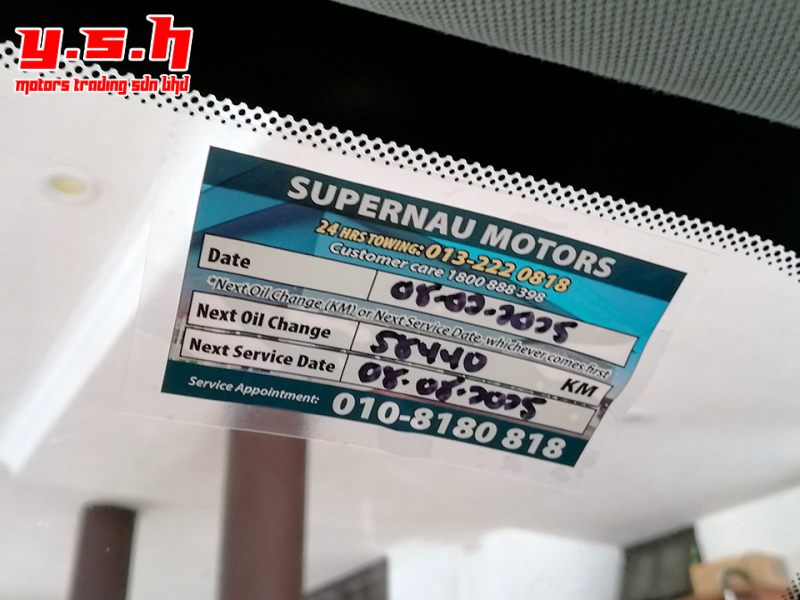 y.s.h
motors trading sdn bhd
SUPERNAU MOTORS
24 HRS TOWING: 013-222 0818
Customer care 1800 888 398
Date 08-02-2025
*Next Oil Change (KM) or Next Service Date, whichever comes first
Next Oil Change 58440 KM
Next Service Date 08-08-2025
Service Appointment: 010-8180 818